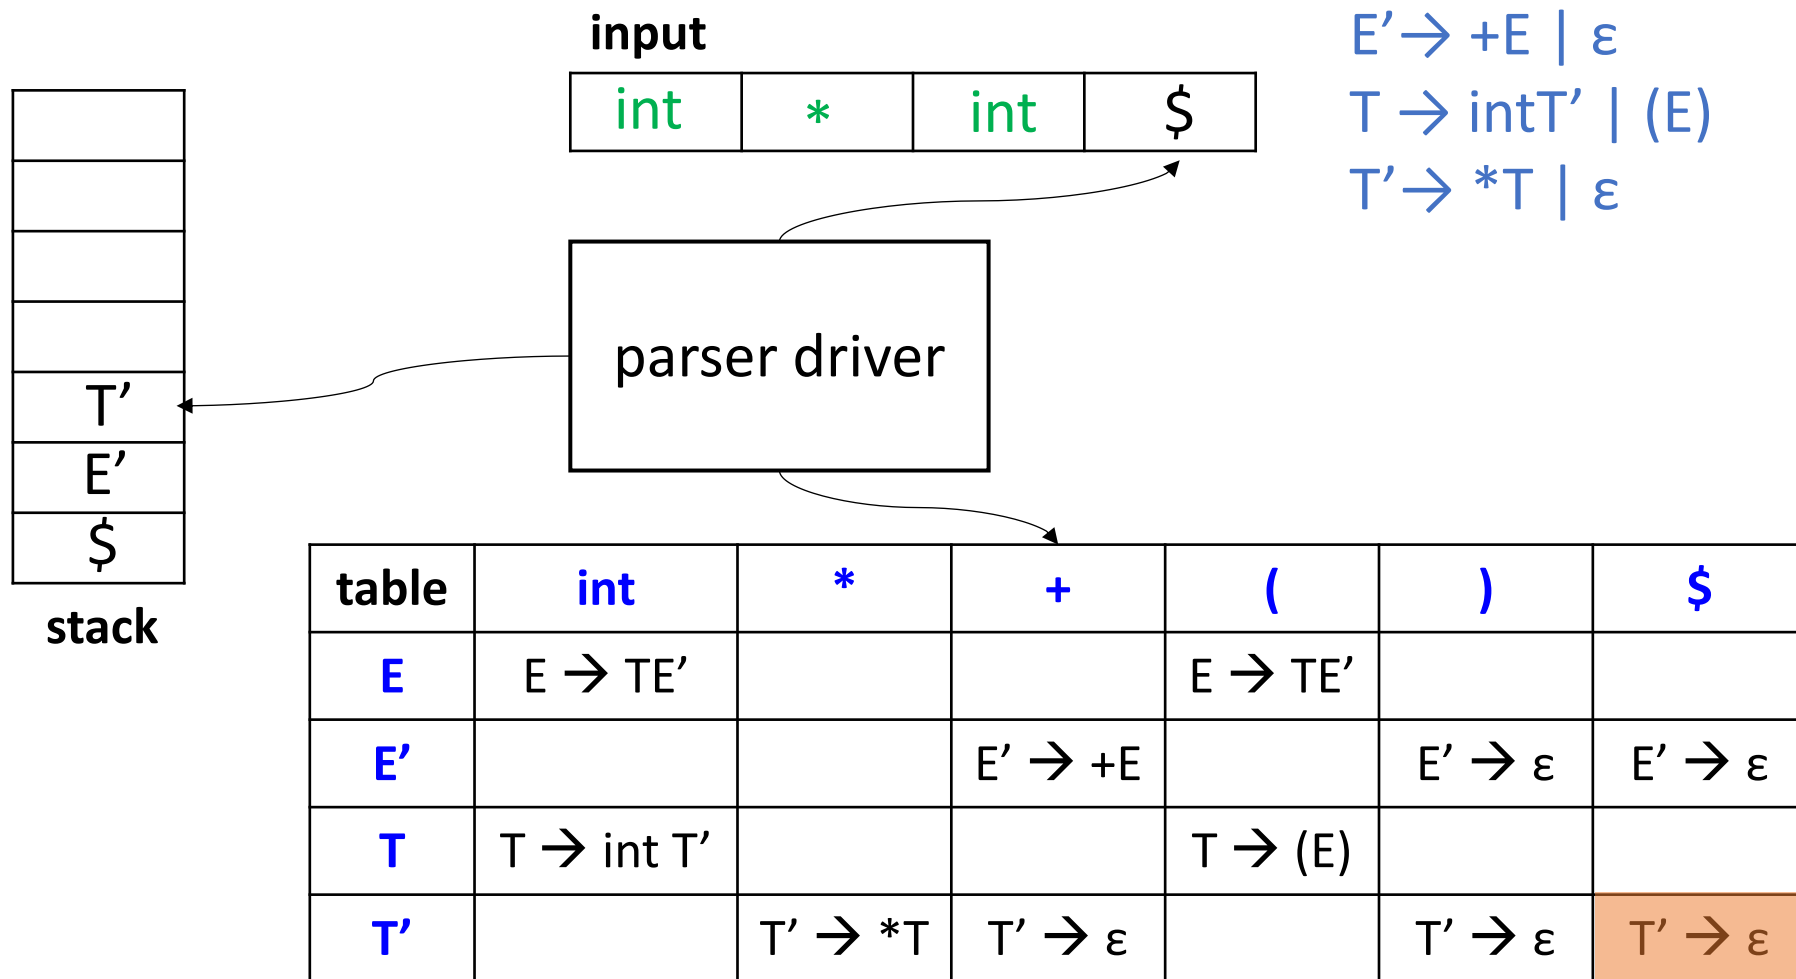 input
int * int $
E’→ +E | ε
T → intT’ | (E)
T’→ *T | ε
parser driver
T’
E’
$
stack
table int * + ( ) $
E E → TE’ E → TE’
E’ E’ → +E E’ → ε E’ → ε
T T → int T’ T → (E)
T’ T’ → *T T’ → ε T’ → ε T’ → ε